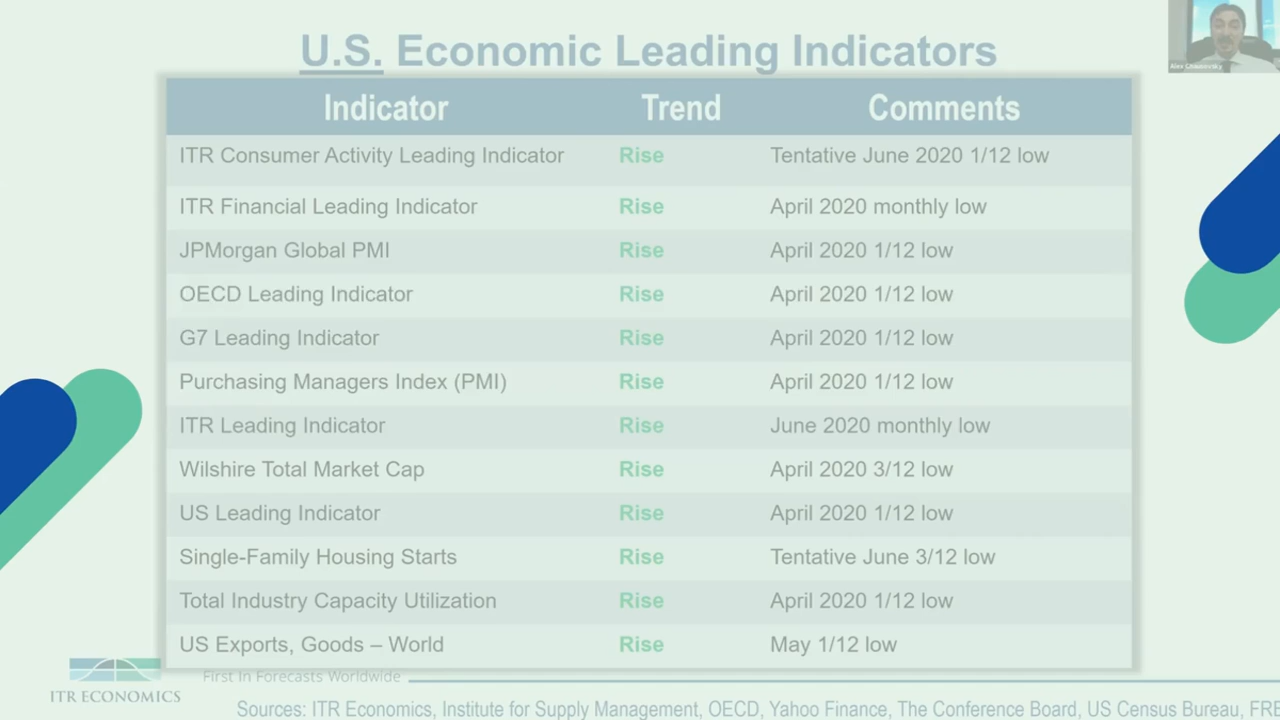 U.S. Economic Leading Indicators
Alex Chausovsky
Indicator Trend Comments
ITR Consumer Activity Leading Indicator Rise Tentative June 2020 1/12 low
ITR Financial Leading Indicator Rise April 2020 monthly low
JPMorgan Global PMI Rise April 2020 1/12 low
OECD Leading Indicator Rise April 2020 1/12 low
G7 Leading Indicator Rise April 2020 1/12 low
Purchasing Managers Index (PMI) Rise April 2020 1/12 low
ITR Leading Indicator Rise June 2020 monthly low
Wilshire Total Market Cap Rise April 2020 3/12 low
US Leading Indicator Rise April 2020 1/12 low
Single-Family Housing Starts Rise Tentative June 3/12 low
Total Industry Capacity Utilization Rise April 2020 1/12 low
US Exports, Goods – World Rise May 1/12 low
First In Forecasts Worldwide
ITR ECONOMICS
Sources: ITR Economics, Institute for Supply Management, OECD, Yahoo Finance, The Conference Board, US Census Bureau, FRE